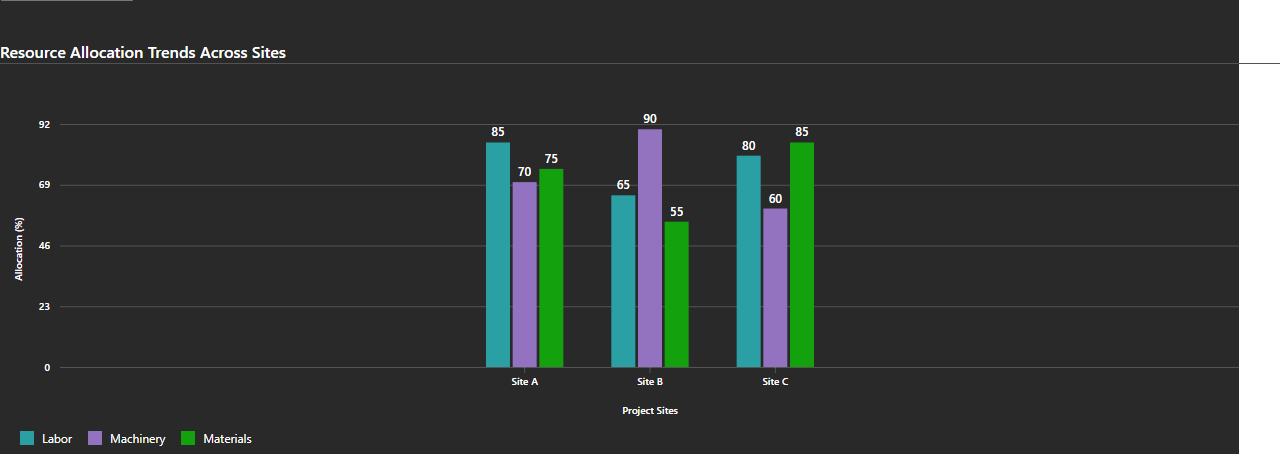 Resource Allocation Trends Across Sites
92
69
46
23
0
Allocation (%)
85
70
75
65
90
55
80
60
85
Site A
Site B
Site C
Project Sites
Labor
Machinery
Materials